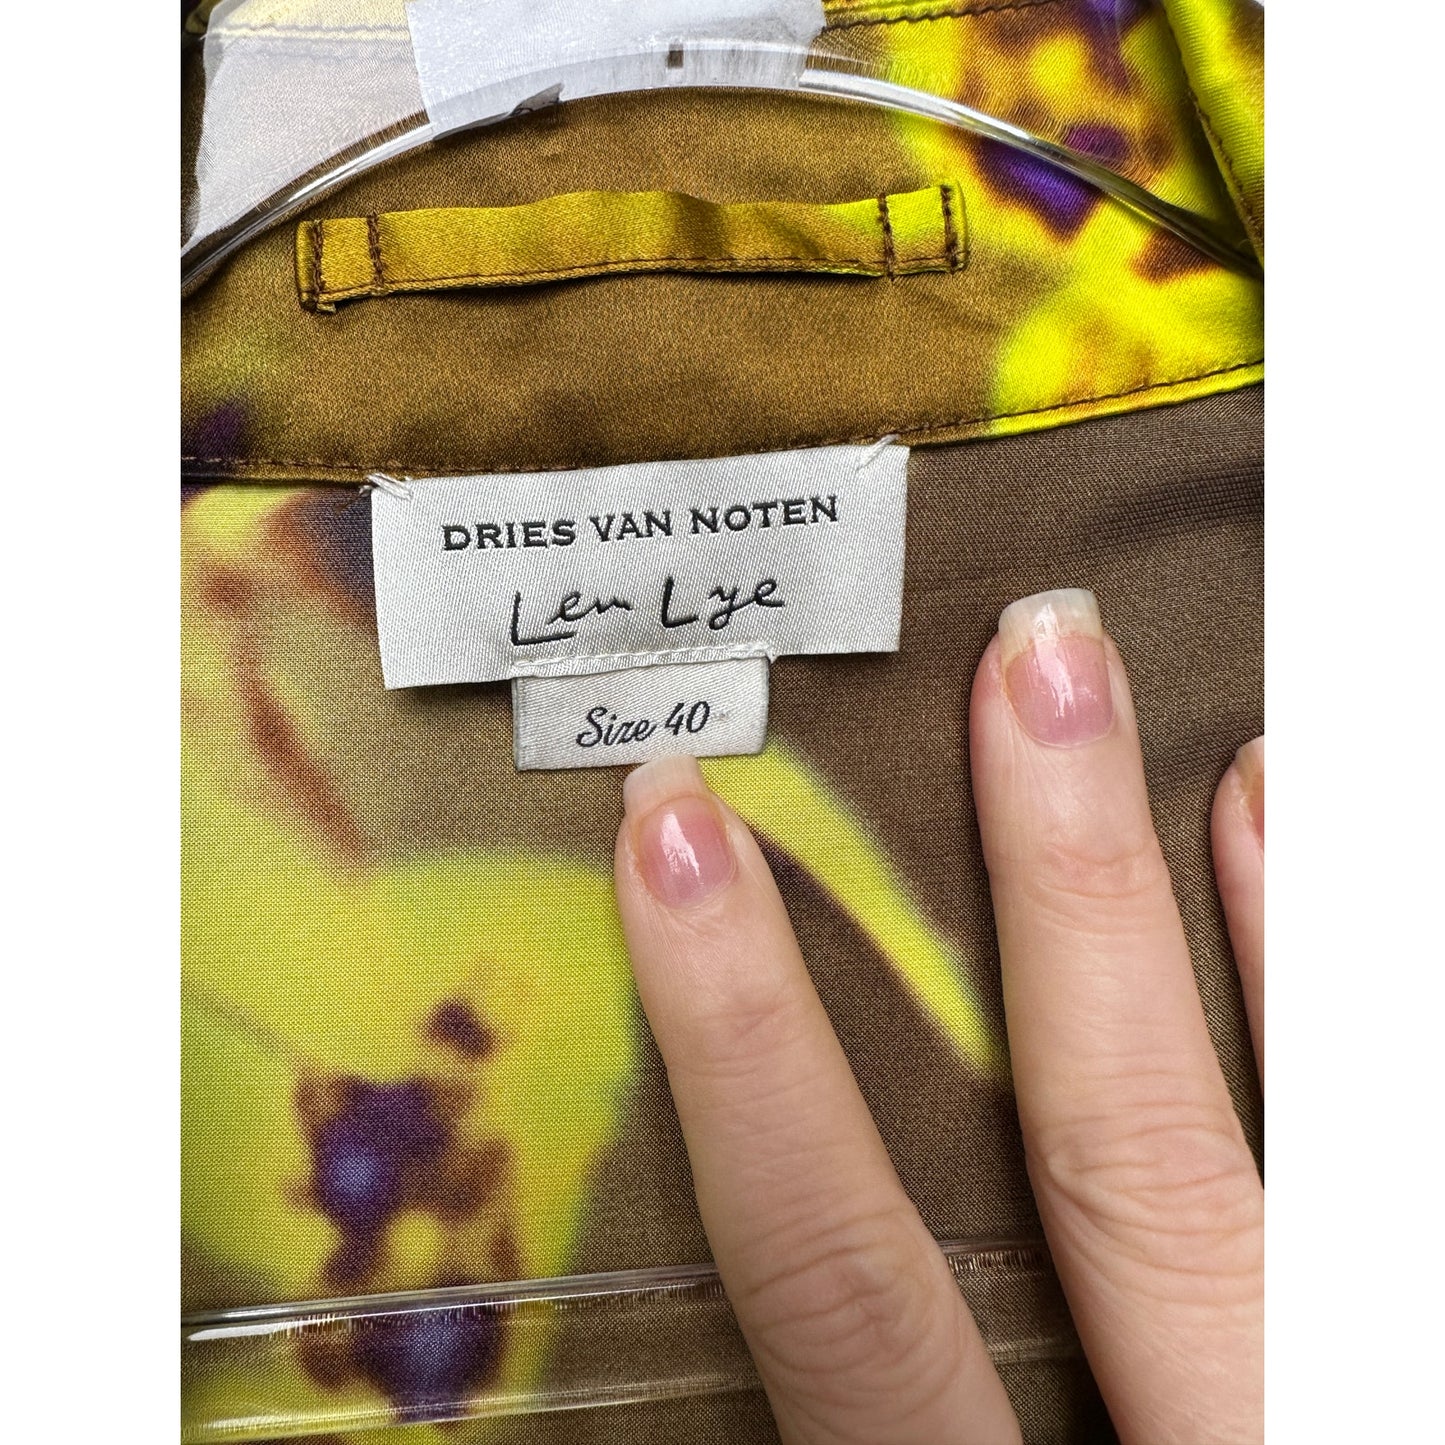 DRIES VAN NOTEN
Len Lye
Size 40